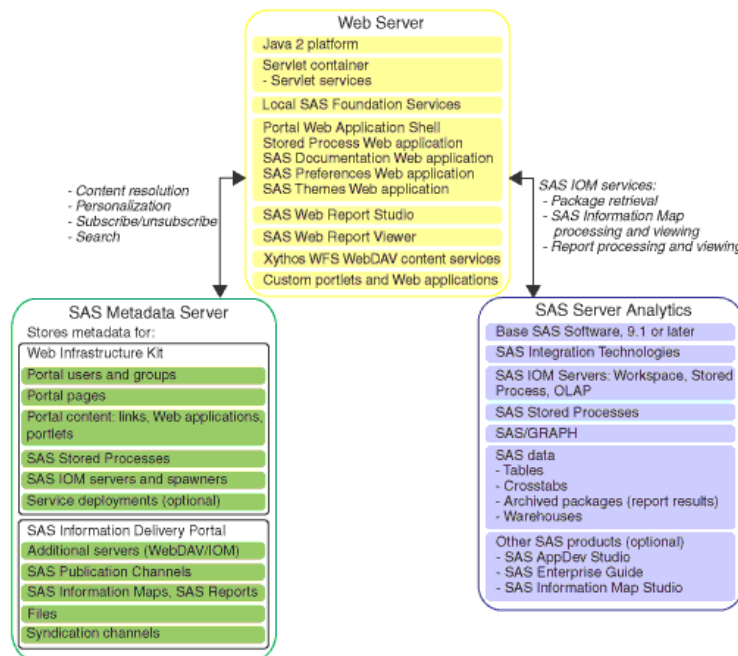 Web Server
Java 2 platform
Servlet container
- Servlet services
Local SAS Foundation Services
Portal Web Application Shell
Stored Process Web application
SAS Documentation Web application
SAS Preferences Web application
SAS Themes Web application
SAS Web Report Studio
SAS Web Report Viewer
Xythos WFS WebDAV content services
Custom portlets and Web applications
- Content resolution
- Personalization
- Subscribe/unsubscribe
- Search
SAS IOM services:
- Package retrieval
- SAS Information Map
processing and viewing
- Report processing and viewing
SAS Metadata Server
Stores metadata for:
Web Infrastructure Kit
Portal users and groups
Portal pages
Portal content: links, Web applications,
portlets
SAS Stored Processes
SAS IOM servers and spawners
Service deployments (optional)
SAS Information Delivery Portal
Additional servers (WebDAV/IOM)
SAS Publication Channels
SAS Information Maps, SAS Reports
Files
Syndication channels
SAS Server Analytics
Base SAS Software, 9.1 or later
SAS Integration Technologies
SAS IOM Servers: Workspace, Stored
Process, OLAP
SAS Stored Processes
SAS/GRAPH
SAS data
- Tables
- Crosstabs
- Archived packages (report results)
- Warehouses
Other SAS products (optional)
- SAS AppDev Studio
- SAS Enterprise Guide
- SAS Information Map Studio